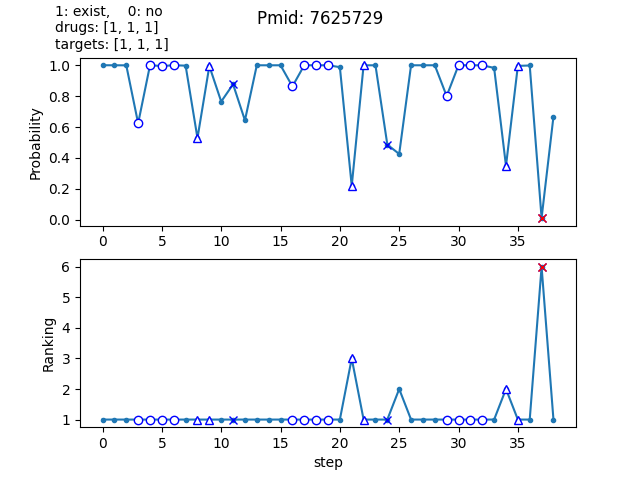 1: exist,    0: no
drugs: [1, 1, 1]
targets: [1, 1, 1]
Pmid: 7625729
Probability
1.0
0.8
0.6
0.4
0.2
0.0
0 5 10 15 20 25 30 35
Ranking
6
5
4
3
2
1
0 5 10 15 20 25 30 35
step